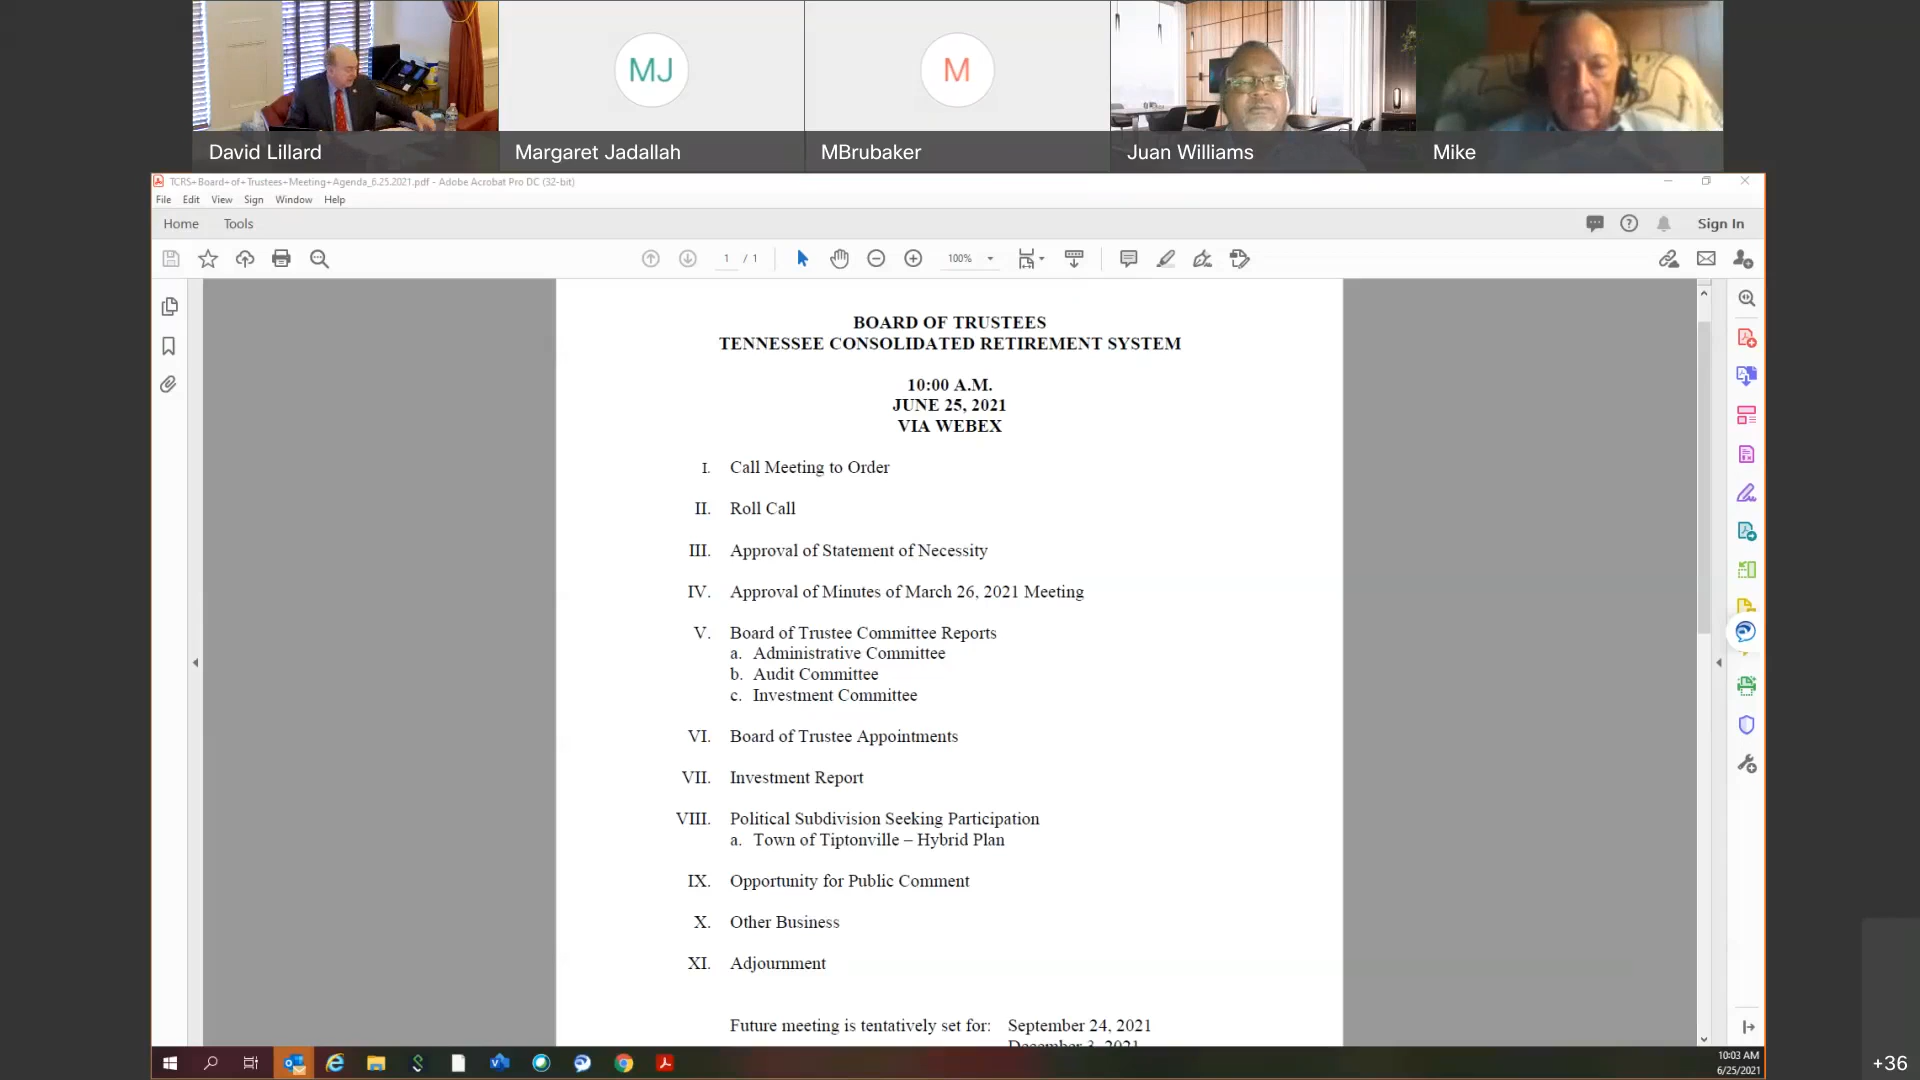 MJ
M
David Lillard
Margaret Jadallah
MBrubaker
Juan Williams
Mike
TCRS+Board+of+Trustees+Meeting+Agenda_6.25.2021.pdf - Adobe Acrobat Pro DC (32-bit)
File Edit View Sign Window Help
Home Tools Sign In
1 / 1 100%
BOARD OF TRUSTEES
TENNESSEE CONSOLIDATED RETIREMENT SYSTEM
10:00 A.M.
JUNE 25, 2021
VIA WEBEX
I. Call Meeting to Order
II. Roll Call
III. Approval of Statement of Necessity
IV. Approval of Minutes of March 26, 2021 Meeting
V. Board of Trustee Committee Reports
a. Administrative Committee
b. Audit Committee
c. Investment Committee
VI. Board of Trustee Appointments
VII. Investment Report
VIII. Political Subdivision Seeking Participation
a. Town of Tiptonville – Hybrid Plan
IX. Opportunity for Public Comment
X. Other Business
XI. Adjournment
Future meeting is tentatively set for: September 24, 2021
December 3, 2021
10:03 AM
6/25/2021
+36